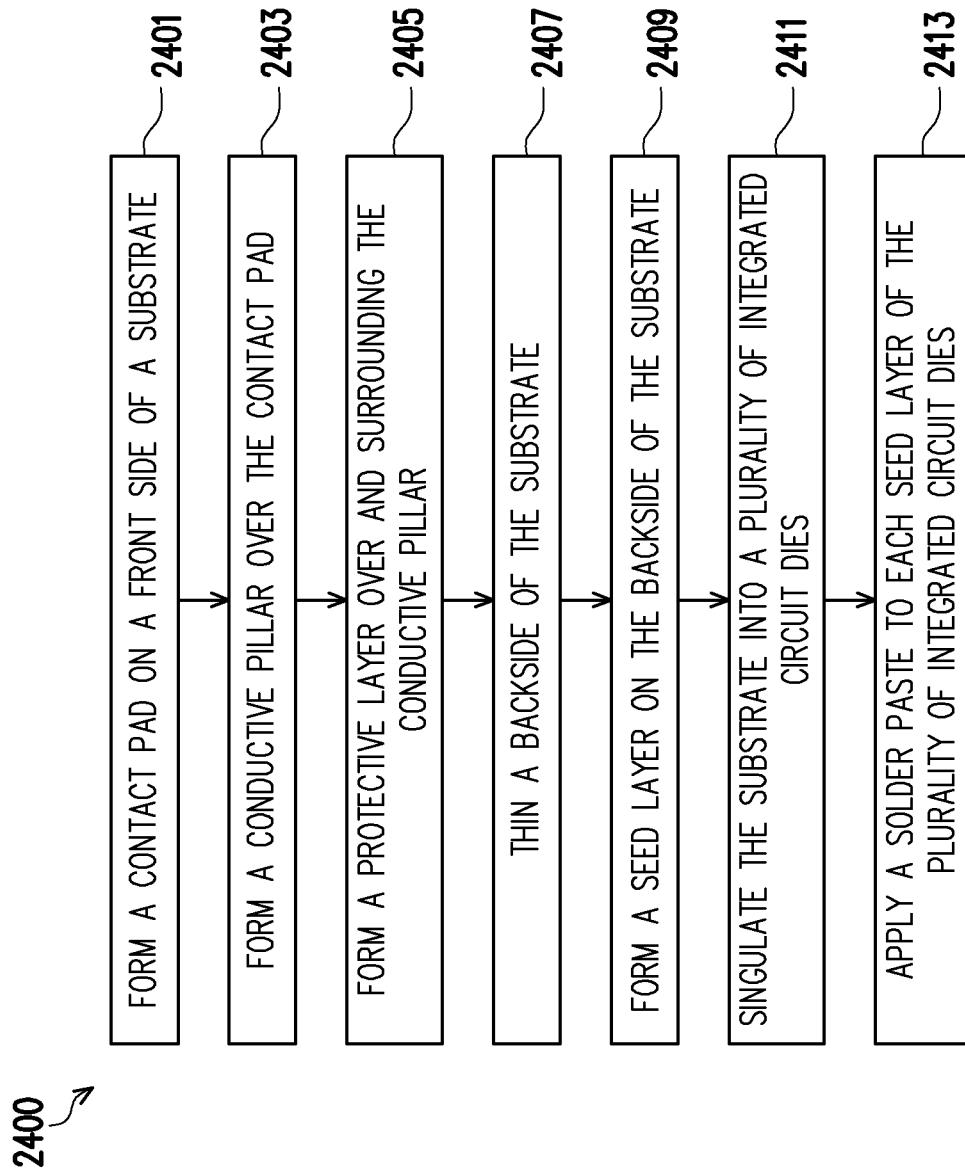 2400
FORM A CONTACT PAD ON A FRONT SIDE OF A SUBSTRATE
2401
FORM A CONDUCTIVE PILLAR OVER THE CONTACT PAD
2403
FORM A PROTECTIVE LAYER OVER AND SURROUNDING THE
CONDUCTIVE PILLAR
2405
THIN A BACKSIDE OF THE SUBSTRATE
2407
FORM A SEED LAYER ON THE BACKSIDE OF THE SUBSTRATE
2409
SINGULATE THE SUBSTRATE INTO A PLURALITY OF INTEGRATED
CIRCUIT DIES
2411
APPLY A SOLDER PASTE TO EACH SEED LAYER OF THE
PLURALITY OF INTEGRATED CIRCUIT DIES
2413